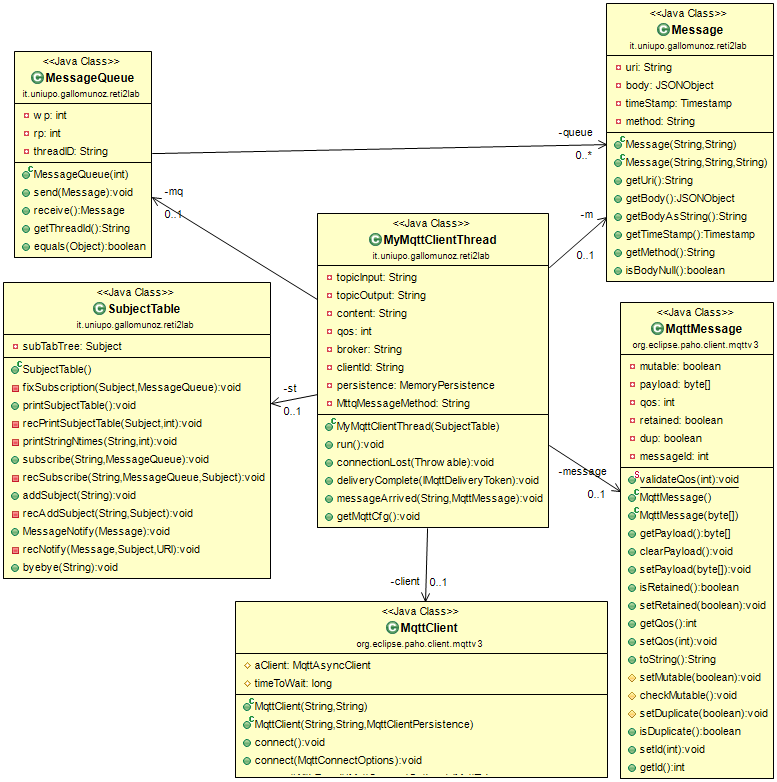 <<Java Class>>
MessageQueue
it.uniupo.gallomunoz.reti2lab
wp: int
rp: int
threadID: String
MessageQueue(int)
send(Message):void
receive():Message
getThreadId():String
equals(Object):boolean
-queue
0..*
<<Java Class>>
Message
it.uniupo.gallomunoz.reti2lab
uri: String
body: JSONObject
timeStamp: Timestamp
method: String
Message(String,String)
Message(String,String,String)
getUri():String
getBody():JSONObject
getBodyAsString():String
getTimeStamp():Timestamp
getMethod():String
isBodyNull():boolean
-mq
0..1
-m
0..1
<<Java Class>>
MyMqttClientThread
it.uniupo.gallomunoz.reti2lab
topicInput: String
topicOutput: String
content: String
qos: int
broker: String
clientId: String
persistence: MemoryPersistence
MttqMessageMethod: String
MyMqttClientThread(SubjectTable)
run():void
connectionLost(Throwable):void
deliveryComplete(IMqttDeliveryToken):void
messageArrived(String,MqttMessage):void
getMqttCfg():void
<<Java Class>>
SubjectTable
it.uniupo.gallomunoz.reti2lab
subTabTree: Subject
SubjectTable()
fixSubscription(Subject,MessageQueue):void
printSubjectTable():void
recPrintSubjectTable(Subject,int):void
printStringNtimes(String,int):void
subscribe(String,MessageQueue):void
recSubscribe(String,MessageQueue,Subject):void
addSubject(String):void
recAddSubject(String,Subject):void
MessageNotify(Message):void
recNotify(Message,Subject,URI):void
byebye(String):void
-st
0..1
-message
0..1
<<Java Class>>
MqttMessage
org.eclipse.paho.client.mqttv3
mutable: boolean
payload: byte[]
qos: int
retained: boolean
dup: boolean
messageId: int
validateQos(int):void
MqttMessage()
MqttMessage(byte[])
getPayload():byte[]
clearPayload():void
setPayload(byte[]):void
isRetained():boolean
setRetained(boolean):void
getQos():int
setQos(int):void
toString():String
setMutable(boolean):void
checkMutable():void
setDuplicate(boolean):void
isDuplicate():boolean
setId(int):void
getId():int
-client
0..1
<<Java Class>>
MqttClient
org.eclipse.paho.client.mqttv3
aClient: MqttAsyncClient
timeToWait: long
MqttClient(String,String)
MqttClient(String,String,MqttClientPersistence)
connect():void
connect(MqttConnectOptions):void